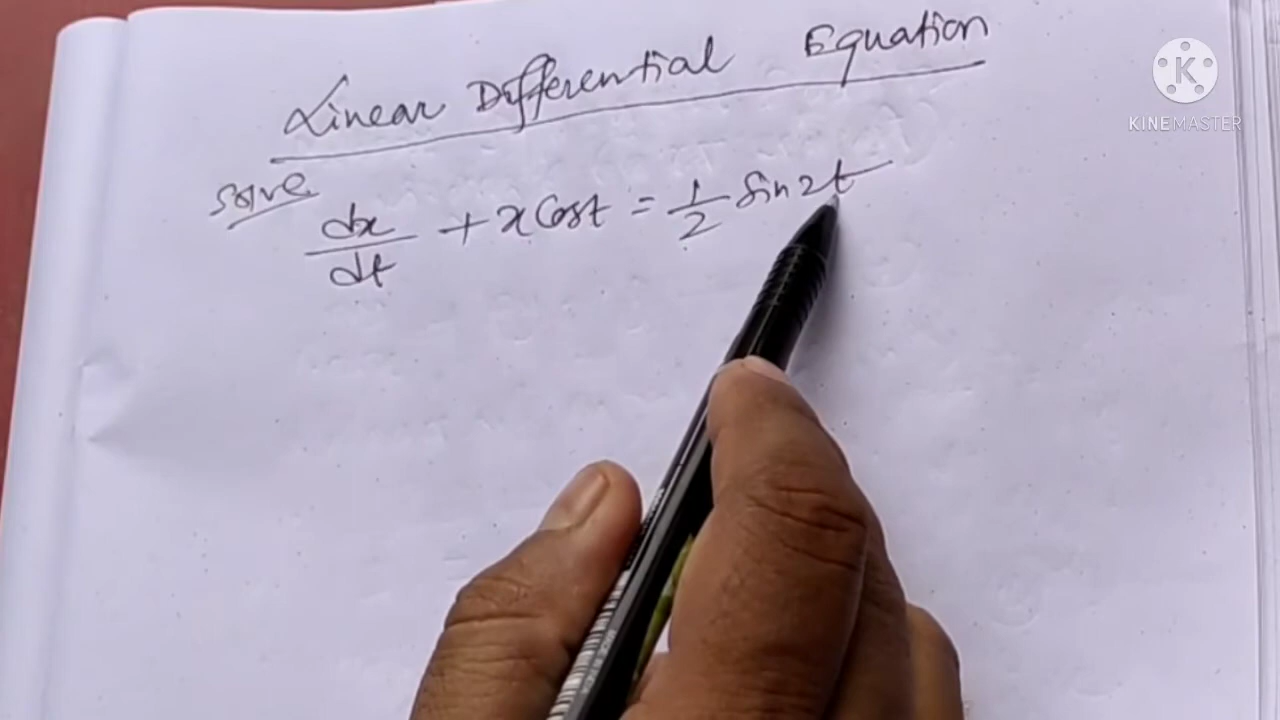 Linear Differential Equation
Solve
dx/dt + x Cost = 1/2 Sin 2t
KINEMASTER